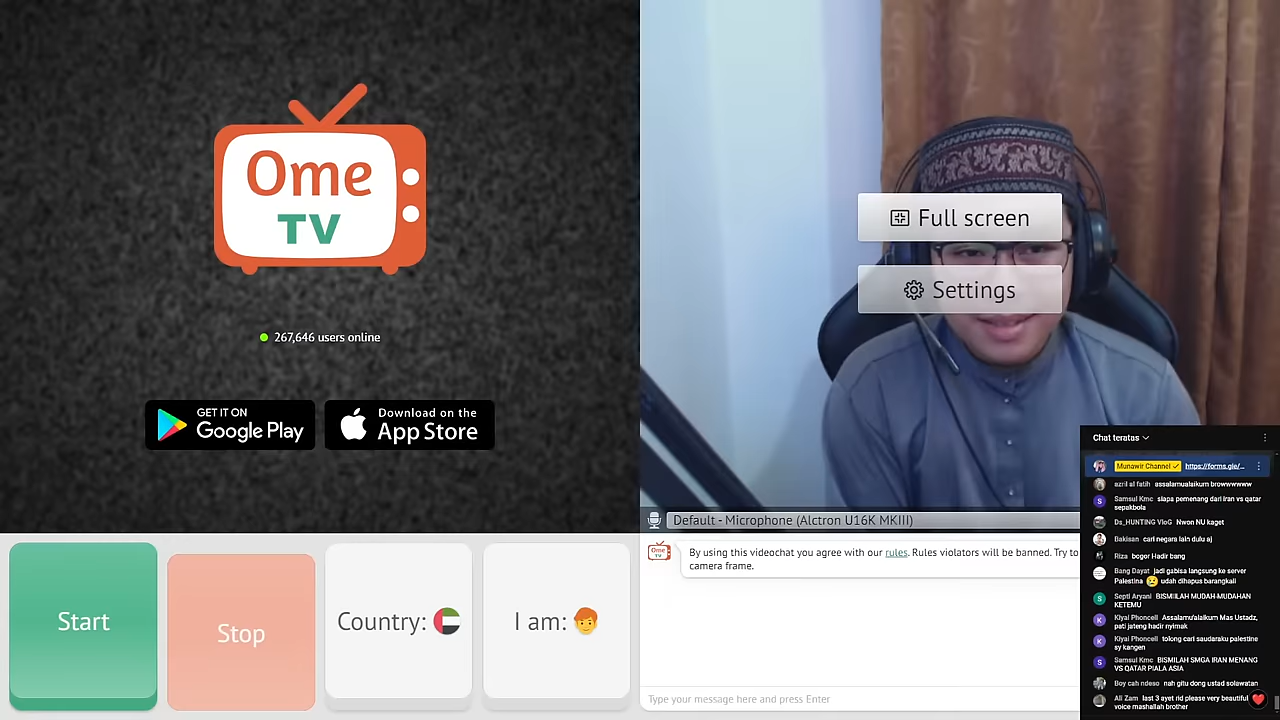 Ome
TV
267,646 users online
GET IT ON
Google Play
Download on the
App Store
Start
Stop
Country:
I am:
Full screen
Settings
Default - Microphone (Alctron U16K MKIII)
Ome
TV
By using this videochat you agree with our rules. Rules violators will be banned. Try to
camera frame.
Type your message here and press Enter
Chat teratas
Munawir Channel https://forms.gle/...
azril al fatih assalamualaikum browwwwww
Samsul Kmc siapa pemenang dari iran vs qatar
sepakbola
Ds_HUNTING VloG Nwon NU kaget
Bakisan cari negara lain dulu aj
Riza bogor Hadir bang
Bang Dayat jadi gabisa langsung ke server
Palestina 😢 udah dihapus barangkali
Septi Aryani BISMIILAH MUDAH-MUDAHAN
KETEMU
Kiyai Phoncell Assalamu'alaikum Mas Ustadz,
pati jateng hadir nyimak
Kiyai Phoncell tolong cari saudaraku palestine
sy kangen
Samsul Kmc BISMILAH SMGA IRAN MENANG
VS QATAR PIALA ASIA
Boy cah ndeso nah gitu dong ustad solawatan
Ali Zam last 3 ayet rid please very beautiful
voice mashallah brother